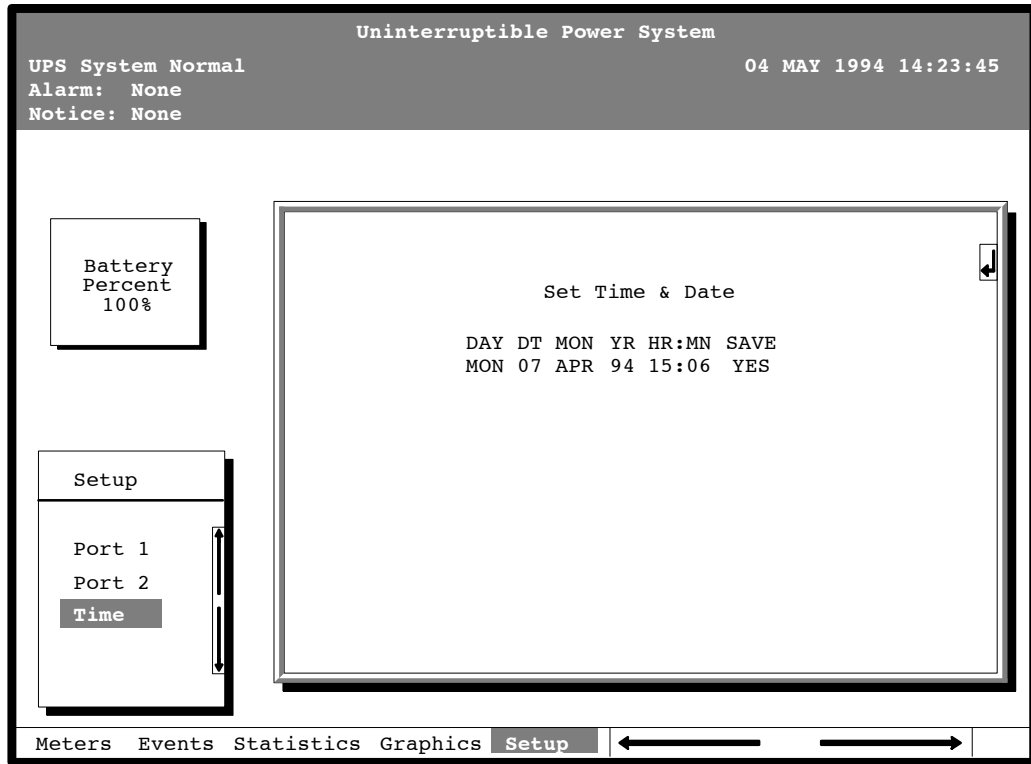 Uninterruptible Power System
UPS System Normal 04 MAY 1994 14:23:45
Alarm: None
Notice: None
Battery
Percent
100%
Set Time & Date
DAY DT MON YR HR:MN SAVE
MON 07 APR 94 15:06 YES
Setup
Port 1
Port 2
Time
Meters Events Statistics Graphics Setup